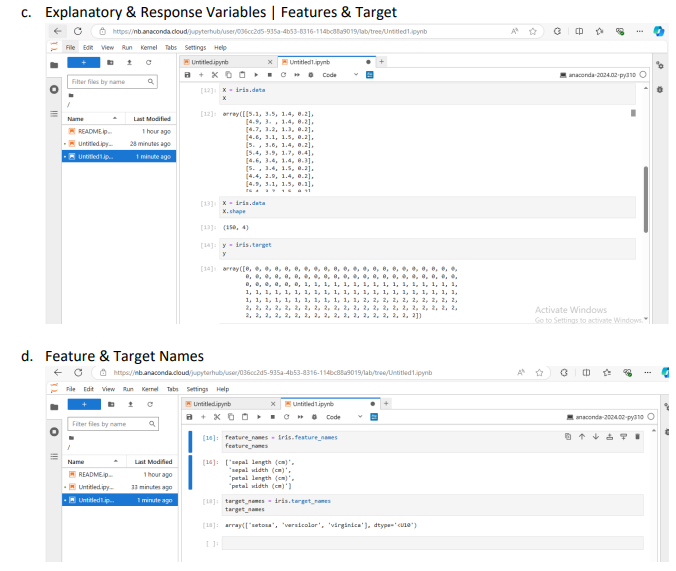 c. Explanatory & Response Variables | Features & Target
https://nb.anaconda.cloud/jupyterhub/user/036cc2d5-935a-4b53-8316-114bc88a9019/lab/tree/Untitled1.ipynb
File Edit View Run Kernel Tabs Settings Help
Untitled.ipynb Untitled1.ipynb
Code anaconda-2024.02-py310
Filter files by name
/
Name Last Modified
README.ip... 1 hour ago
Untitled.ipy... 28 minutes ago
Untitled1.ip... 1 minute ago
[12]: X = iris.data
X
[12]: array([[5.1, 3.5, 1.4, 0.2],
[4.9, 3. , 1.4, 0.2],
[4.7, 3.2, 1.3, 0.2],
[4.6, 3.1, 1.5, 0.2],
[5. , 3.6, 1.4, 0.2],
[5.4, 3.9, 1.7, 0.4],
[4.6, 3.4, 1.4, 0.3],
[5. , 3.4, 1.5, 0.2],
[4.4, 2.9, 1.4, 0.2],
[4.9, 3.1, 1.5, 0.1],
[13]: X = iris.data
X.shape
[13]: (150, 4)
[14]: y = iris.target
y
[14]: array([0, 0, 0, 0, 0, 0, 0, 0, 0, 0, 0, 0, 0, 0, 0, 0, 0, 0, 0, 0, 0, 0,
0, 0, 0, 0, 0, 0, 0, 0, 0, 0, 0, 0, 0, 0, 0, 0, 0, 0, 0, 0, 0, 0,
0, 0, 0, 0, 0, 0, 1, 1, 1, 1, 1, 1, 1, 1, 1, 1, 1, 1, 1, 1, 1, 1,
1, 1, 1, 1, 1, 1, 1, 1, 1, 1, 1, 1, 1, 1, 1, 1, 1, 1, 1, 1, 1, 1,
1, 1, 1, 1, 1, 1, 1, 1, 1, 1, 1, 1, 2, 2, 2, 2, 2, 2, 2, 2, 2, 2,
2, 2, 2, 2, 2, 2, 2, 2, 2, 2, 2, 2, 2, 2, 2, 2, 2, 2, 2, 2, 2, 2,
2, 2, 2, 2, 2, 2, 2, 2, 2, 2, 2, 2, 2, 2, 2, 2, 2, 2])
Activate Windows
Go to Settings to activate Windows.
d. Feature & Target Names
https://nb.anaconda.cloud/jupyterhub/user/036cc2d5-935a-4b53-8316-114bc88a9019/lab/tree/Untitled1.ipynb
File Edit View Run Kernel Tabs Settings Help
Untitled.ipynb Untitled1.ipynb
Code anaconda-2024.02-py310
Filter files by name
/
Name Last Modified
README.ip... 1 hour ago
Untitled.ipy... 33 minutes ago
Untitled1.ip... 1 minute ago
[16]: feature_names = iris.feature_names
feature_names
[16]: ['sepal length (cm)',
'sepal width (cm)',
'petal length (cm)',
'petal width (cm)']
[18]: target_names = iris.target_names
target_names
[18]: array(['setosa', 'versicolor', 'virginica'], dtype='<U10')
[ ]: